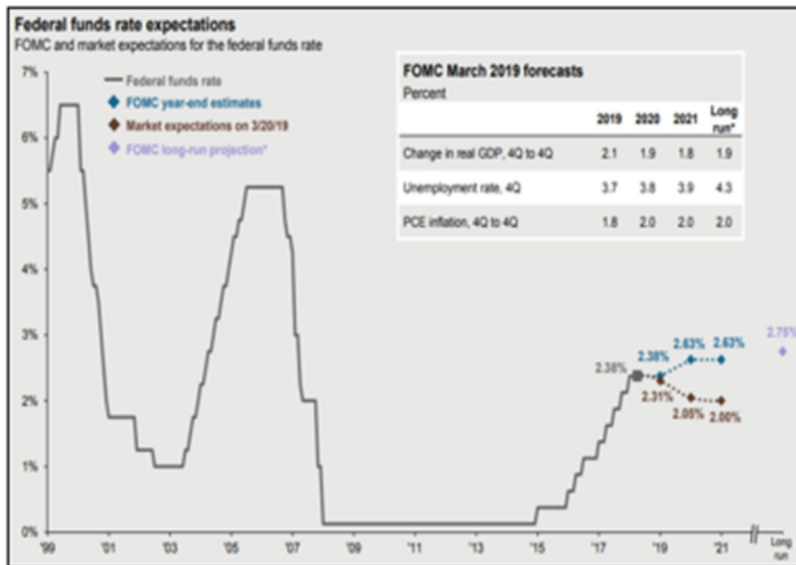 Federal funds rate expectations
FOMC and market expectations for the federal funds rate
7%
6%
5%
4%
3%
2%
1%
0%
Federal funds rate
FOMC year-end estimates
Market expectations on 3/20/19
FOMC long-run projection*
FOMC March 2019 forecasts
Percent
2019 2020 2021 Long run*
Change in real GDP, 4Q to 4Q 2.1 1.9 1.8 1.9
Unemployment rate, 4Q 3.7 3.8 3.9 4.3
PCE inflation, 4Q to 4Q 1.8 2.0 2.0 2.0
2.75%
2.63% 2.63%
2.38% 2.38%
2.31%
2.05% 2.00%
'99 '01 '03 '05 '07 '09 '11 '13 '15 '17 '19 '21 Long run